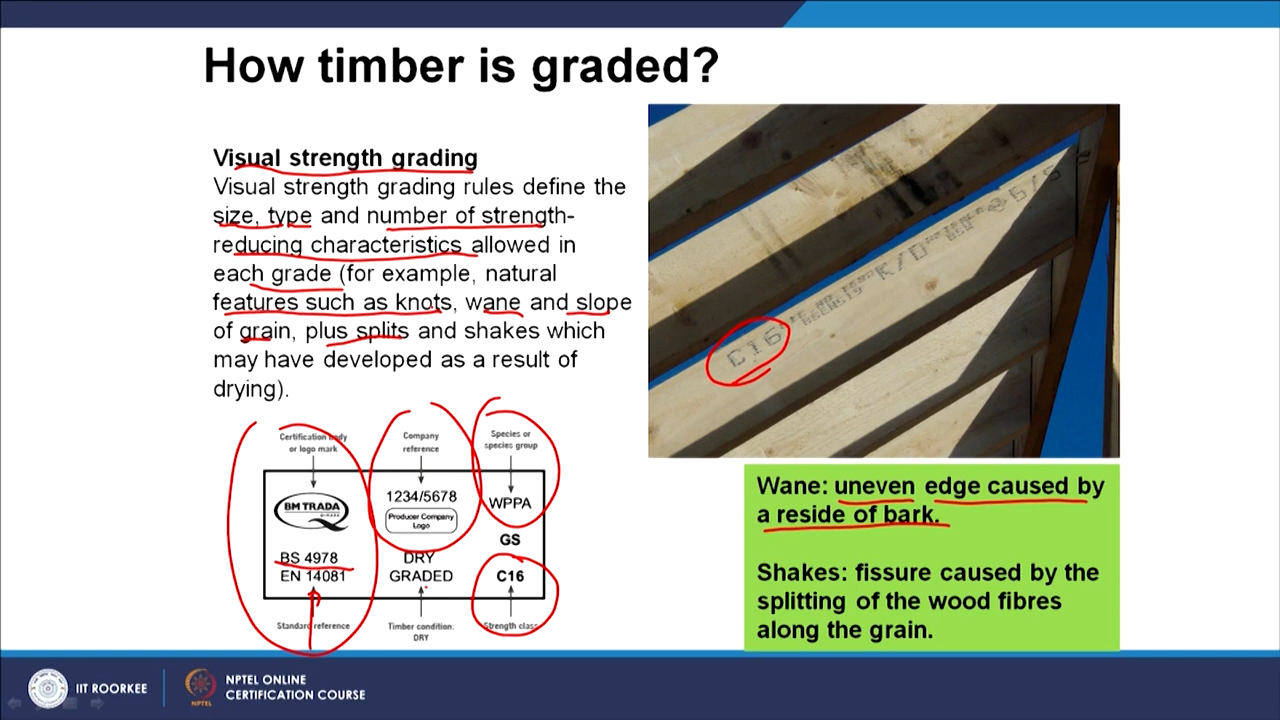 How timber is graded?
Visual strength grading
Visual strength grading rules define the
size, type and number of strength-
reducing characteristics allowed in
each grade (for example, natural
features such as knots, wane and slope
of grain, plus splits and shakes which
may have developed as a result of
drying).
C16
K/D
Certification body
or logo mark
Company
reference
Species or
species group
BM TRADA
Q-MARK
1234/5678
Producer Company
Logo
WPPA
GS
BS 4978
EN 14081
DRY
GRADED
C16
Standard reference
Timber condition:
DRY
Strength class
Wane: uneven edge caused by
a reside of bark.
Shakes: fissure caused by the
splitting of the wood fibres
along the grain.
IIT ROORKEE
NPTEL
NPTEL ONLINE
CERTIFICATION COURSE